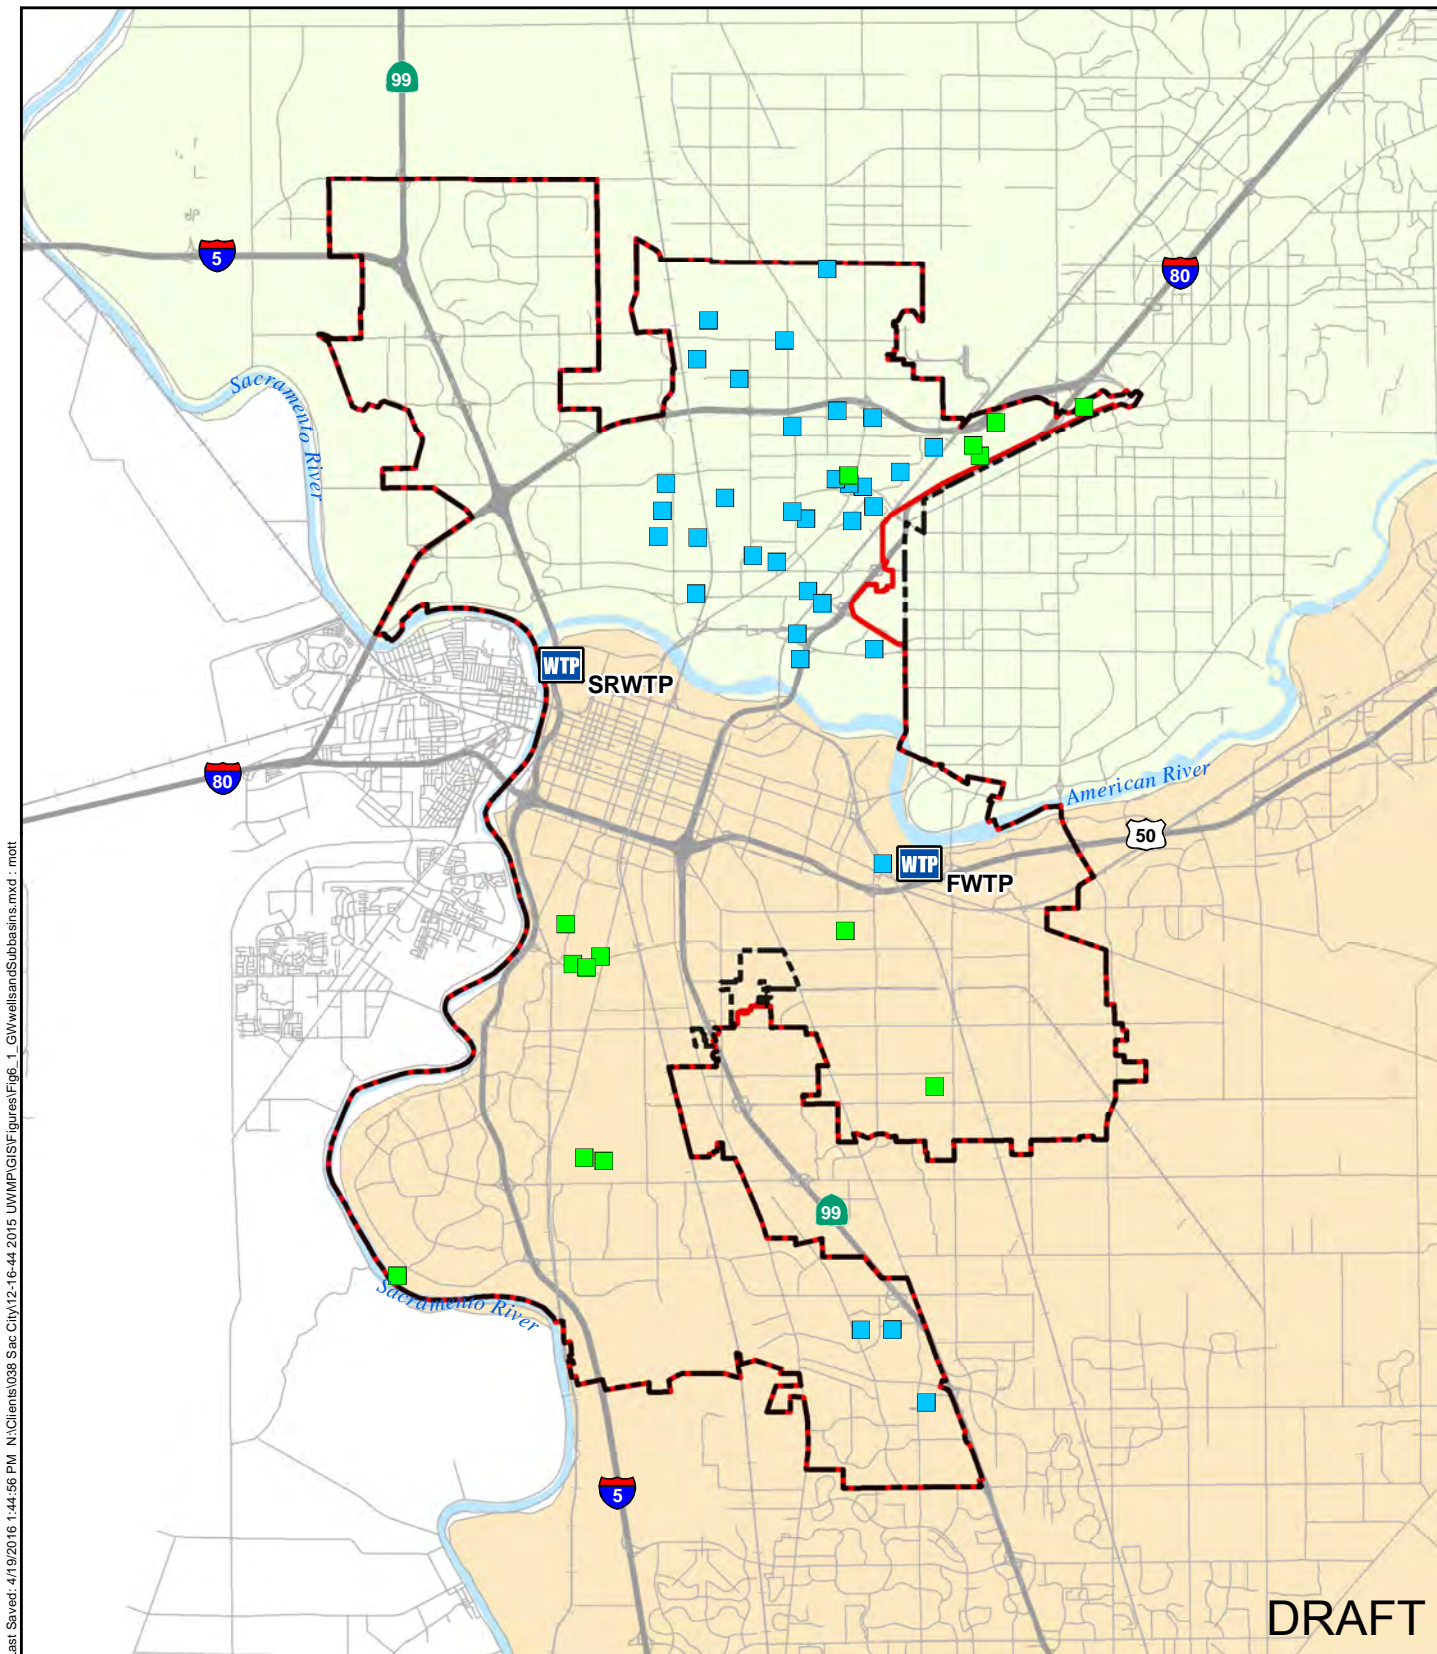 99
5
80
Sacramento River
WTP
SRWTP
80
American River
50
WTP
FWTP
99
Sacramento River
5
DRAFT
ast Saved: 4/19/2016 1:44:56 PM N:\Clients\038 Sac City\12-16-44 2015 UWMP\GIS\Figures\Fig6_1_GWwellsandSubbasins.mxd : mott